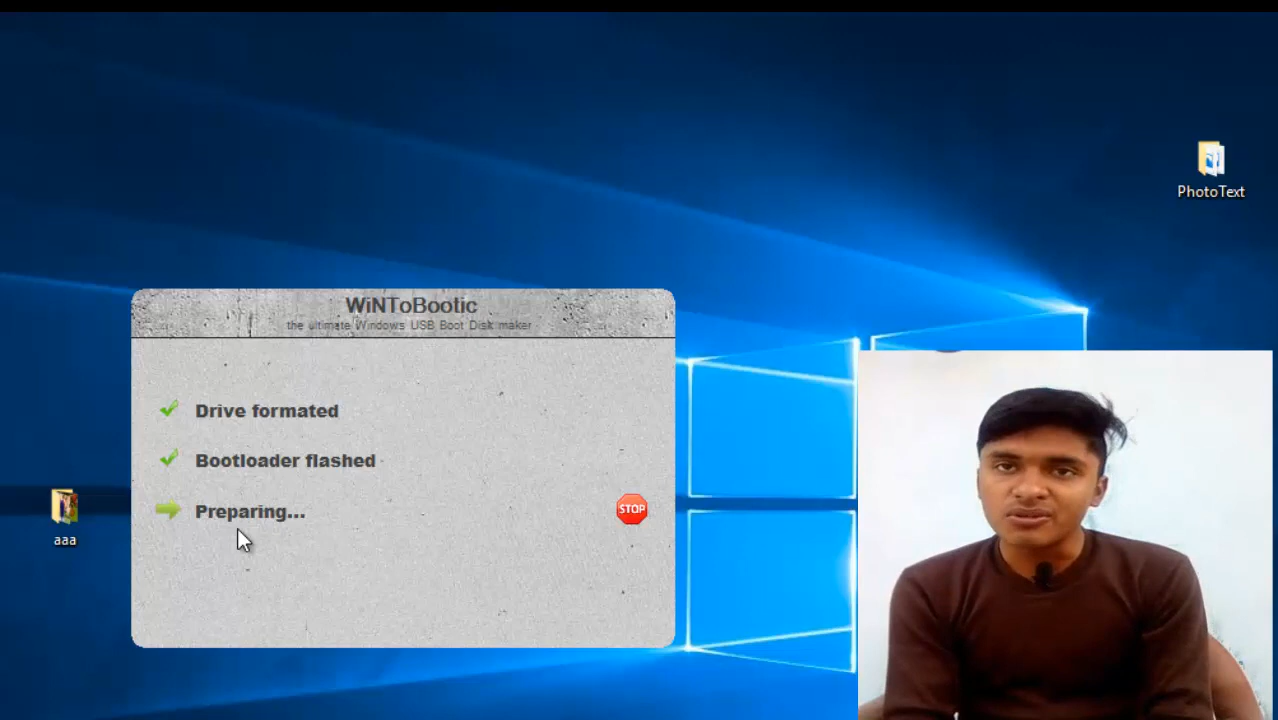 PhotoText
WiNToBootic
the ultimate Windows USB Boot Disk maker
Drive formated
Bootloader flashed
Preparing...
STOP
aaa